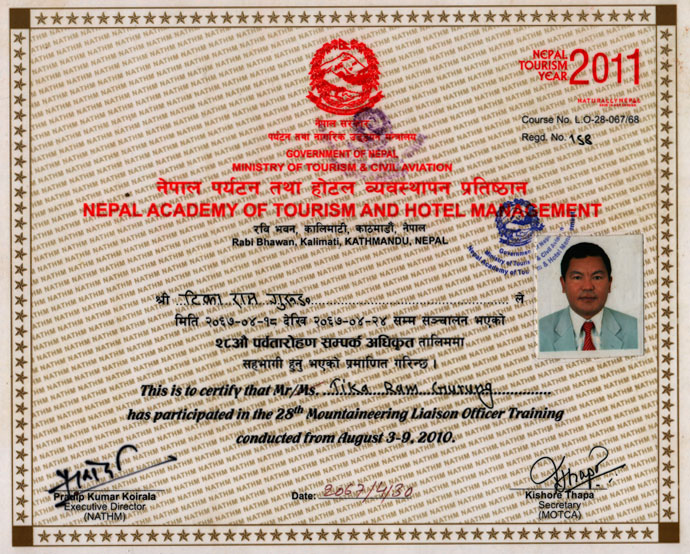 NEPAL
TOURISM
YEAR 2011
NATURALLY NEPAL
Course No. L.O-28-067/68
Regd. No. 158
नेपाल सरकार
पर्यटन तथा नागरिक उड्डयन मन्त्रालय
GOVERNMENT OF NEPAL
MINISTRY OF TOURISM & CIVIL AVIATION
नेपाल पर्यटन तथा होटल व्यवस्थापन प्रतिष्ठान
NEPAL ACADEMY OF TOURISM AND HOTEL MANAGEMENT
रवि भवन, कालिमाटी, काठमाडौं, नेपाल
Rabi Bhawan, Kalimati, KATHMANDU, NEPAL
श्री टिका राम गुरुङ ले
मिति २०६७-०४-१८ देखि २०६७-०४-२४ सम्म सञ्चालन भएको
२८औ पर्वतारोहण सम्पर्क अधिकृत तालिममा
सहभागी हुनु भएको प्रमाणित गरिन्छ ।
This is to certify that Mr/Ms. Tika Ram Gurung
has participated in the 28th Mountaineering Liaison Officer Training
conducted from August 3-9, 2010.
Pradip Kumar Koirala
Executive Director
(NATHM)
Date: 2067/4/30
Kishore Thapa
Secretary
(MOTCA)